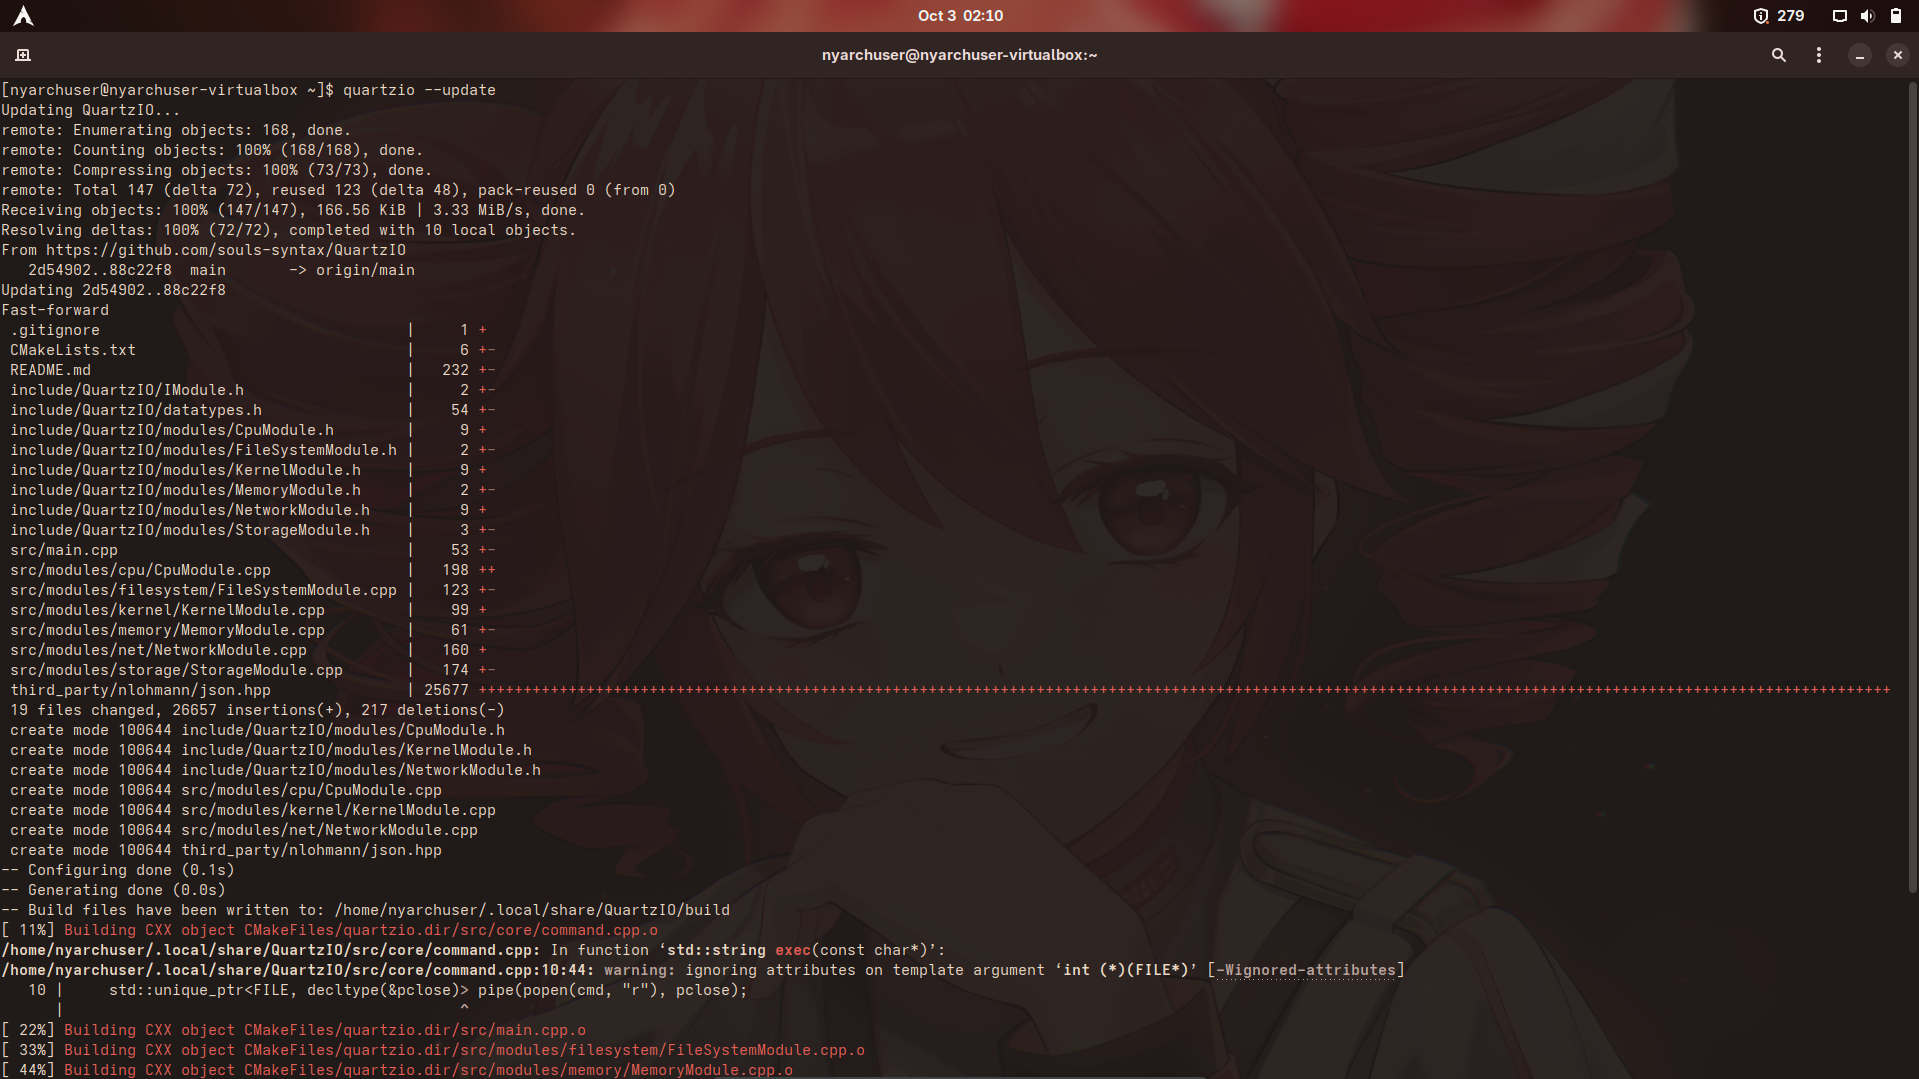 Oct 3 02:10
279
nyarchuser@nyarchuser-virtualbox:~
[nyarchuser@nyarchuser-virtualbox ~]$ quartzio --update
Updating QuartzIO...
remote: Enumerating objects: 168, done.
remote: Counting objects: 100% (168/168), done.
remote: Compressing objects: 100% (73/73), done.
remote: Total 147 (delta 72), reused 123 (delta 48), pack-reused 0 (from 0)
Receiving objects: 100% (147/147), 166.56 KiB | 3.33 MiB/s, done.
Resolving deltas: 100% (72/72), completed with 10 local objects.
From https://github.com/souls-syntax/QuartzIO
   2d54902..88c22f8  main       -> origin/main
Updating 2d54902..88c22f8
Fast-forward
 .gitignore                                 |     1 +
 CMakeLists.txt                             |     6 +-
 README.md                                  |   232 +-
 include/QuartzIO/IModule.h                 |     2 +-
 include/QuartzIO/datatypes.h               |    54 +-
 include/QuartzIO/modules/CpuModule.h       |     9 +
 include/QuartzIO/modules/FileSystemModule.h |     2 +-
 include/QuartzIO/modules/KernelModule.h    |     9 +
 include/QuartzIO/modules/MemoryModule.h    |     2 +-
 include/QuartzIO/modules/NetworkModule.h   |     9 +
 include/QuartzIO/modules/StorageModule.h   |     3 +-
 src/main.cpp                               |    53 +-
 src/modules/cpu/CpuModule.cpp              |   198 ++
 src/modules/filesystem/FileSystemModule.cpp |   123 +-
 src/modules/kernel/KernelModule.cpp        |    99 +
 src/modules/memory/MemoryModule.cpp        |    61 +-
 src/modules/net/NetworkModule.cpp          |   160 +
 src/modules/storage/StorageModule.cpp      |   174 +-
 third_party/nlohmann/json.hpp              | 25677 +++++++++++++++++++++++++++++++++++++++++++++++++++++++++++++++++++++++++++++++++++++++++++++++++++++++++++++++++++++++++++++++++++++++++++++++++++++++++++++
 19 files changed, 26657 insertions(+), 217 deletions(-)
 create mode 100644 include/QuartzIO/modules/CpuModule.h
 create mode 100644 include/QuartzIO/modules/KernelModule.h
 create mode 100644 include/QuartzIO/modules/NetworkModule.h
 create mode 100644 src/modules/cpu/CpuModule.cpp
 create mode 100644 src/modules/kernel/KernelModule.cpp
 create mode 100644 src/modules/net/NetworkModule.cpp
 create mode 100644 third_party/nlohmann/json.hpp
-- Configuring done (0.1s)
-- Generating done (0.0s)
-- Build files have been written to: /home/nyarchuser/.local/share/QuartzIO/build
[ 11%] Building CXX object CMakeFiles/quartzio.dir/src/core/command.cpp.o
/home/nyarchuser/.local/share/QuartzIO/src/core/command.cpp: In function ‘std::string exec(const char*)’:
/home/nyarchuser/.local/share/QuartzIO/src/core/command.cpp:10:44: warning: ignoring attributes on template argument ‘int (*)(FILE*)’ [-Wignored-attributes]
   10 |     std::unique_ptr<FILE, decltype(&pclose)> pipe(popen(cmd, "r"), pclose);
      |                                            ^
[ 22%] Building CXX object CMakeFiles/quartzio.dir/src/main.cpp.o
[ 33%] Building CXX object CMakeFiles/quartzio.dir/src/modules/filesystem/FileSystemModule.cpp.o
[ 44%] Building CXX object CMakeFiles/quartzio.dir/src/modules/memory/MemoryModule.cpp.o